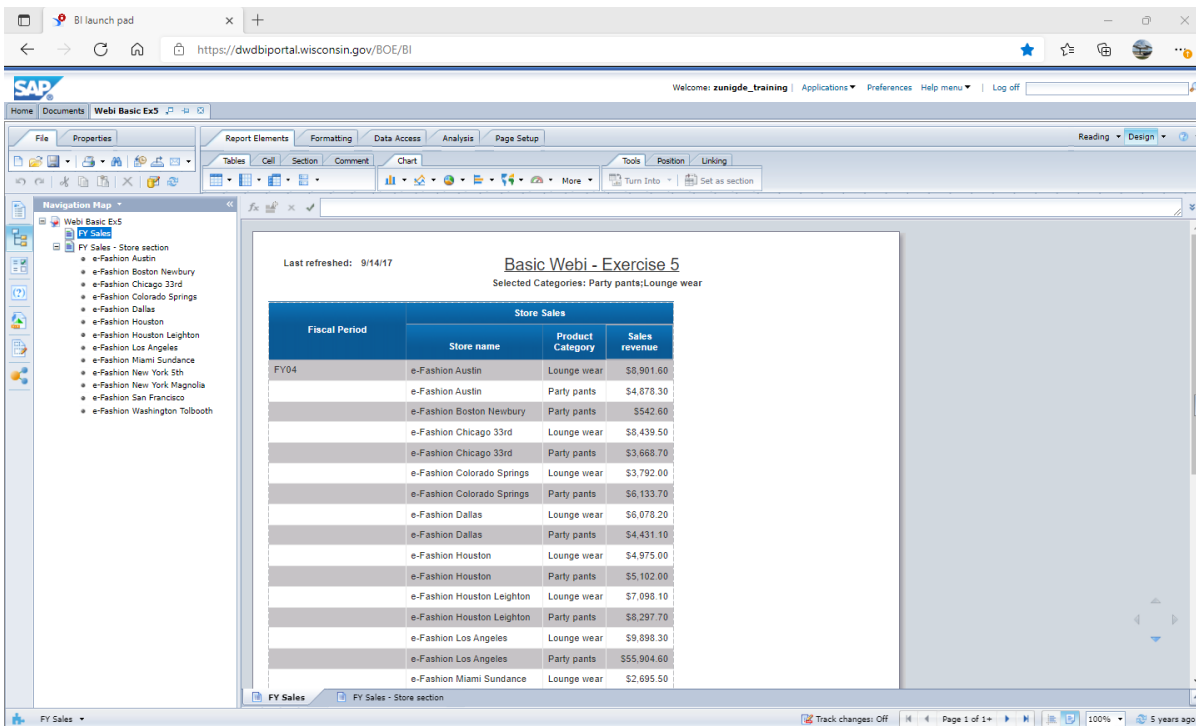 BI launch pad
https://dwdbiportal.wisconsin.gov/BOE/BI
SAP
Welcome: zunigde_training | Applications Preferences Help menu | Log off
Home Documents Webi Basic Ex5
File Properties Report Elements Formatting Data Access Analysis Page Setup Reading Design
Tables Cell Section Comment Chart Tools Position Linking
More Turn Into Set as section
Navigation Map
Webi Basic Ex5
FY Sales
FY Sales - Store section
e-Fashion Austin
e-Fashion Boston Newbury
e-Fashion Chicago 33rd
e-Fashion Colorado Springs
e-Fashion Dallas
e-Fashion Houston
e-Fashion Houston Leighton
e-Fashion Los Angeles
e-Fashion Miami Sundance
e-Fashion New York 5th
e-Fashion New York Magnolia
e-Fashion San Francisco
e-Fashion Washington Tolbooth
Last refreshed: 9/14/17
Basic Webi - Exercise 5
Selected Categories: Party pants;Lounge wear
Fiscal Period Store Sales
Store name Product Category Sales revenue
FY04 e-Fashion Austin Lounge wear $8,901.60
e-Fashion Austin Party pants $4,878.30
e-Fashion Boston Newbury Party pants $542.60
e-Fashion Chicago 33rd Lounge wear $8,439.50
e-Fashion Chicago 33rd Party pants $3,668.70
e-Fashion Colorado Springs Lounge wear $3,792.00
e-Fashion Colorado Springs Party pants $6,133.70
e-Fashion Dallas Lounge wear $6,078.20
e-Fashion Dallas Party pants $4,431.10
e-Fashion Houston Lounge wear $4,975.00
e-Fashion Houston Party pants $5,102.00
e-Fashion Houston Leighton Lounge wear $7,098.10
e-Fashion Houston Leighton Party pants $8,297.70
e-Fashion Los Angeles Lounge wear $9,898.30
e-Fashion Los Angeles Party pants $55,904.60
e-Fashion Miami Sundance Lounge wear $2,695.50
FY Sales FY Sales - Store section
FY Sales Track changes: Off Page 1 of 1+ 100% 5 years ago